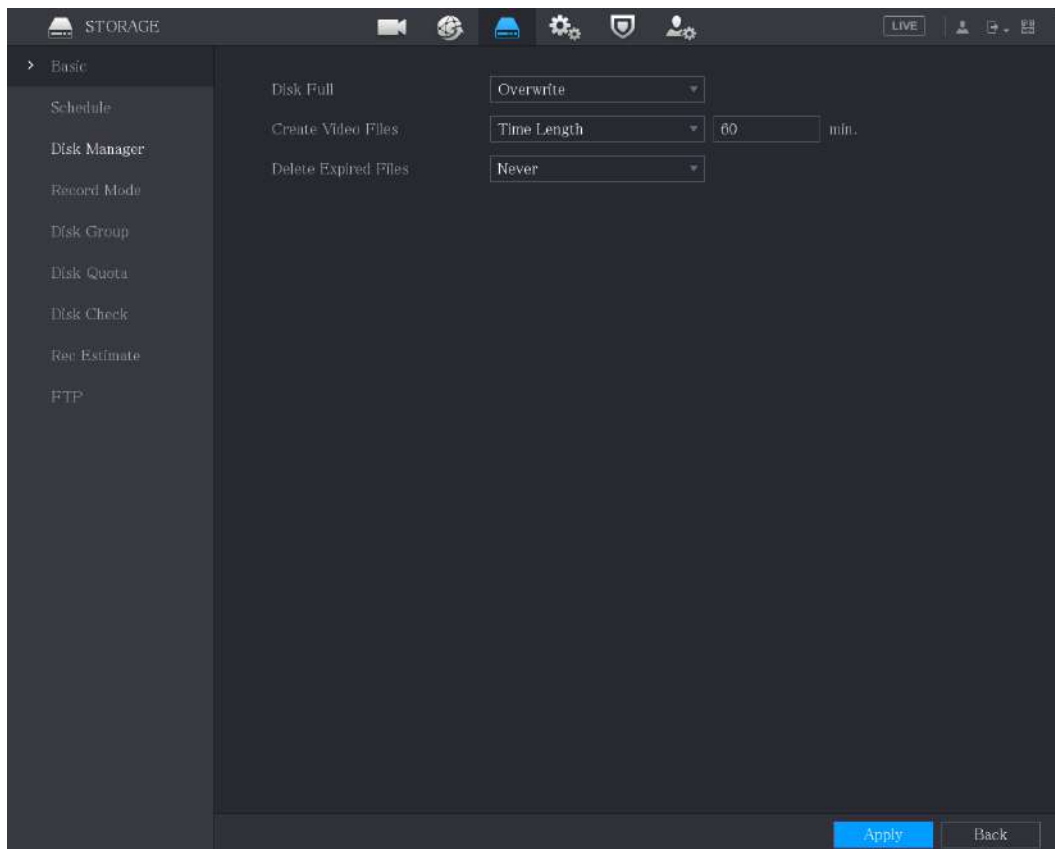 STORAGE
LIVE
Basic
Schedule
Disk Manager
Record Mode
Disk Group
Disk Quota
Disk Check
Rec Estimate
FTP
Disk Full Overwrite
Create Video Files Time Length 60 min.
Delete Expired Files Never
Apply Back